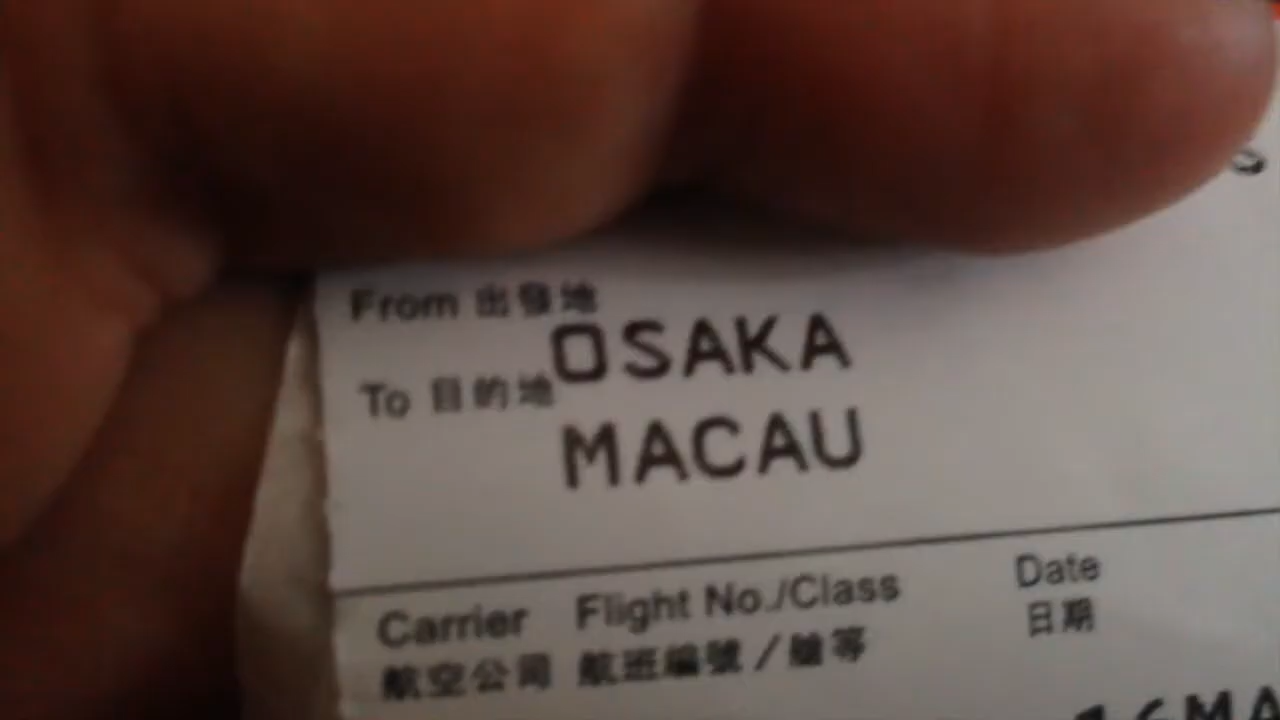 From 出發地
OSAKA
To 目的地
MACAU
Carrier Flight No./Class Date
航空公司 航班編號/艙等 日期